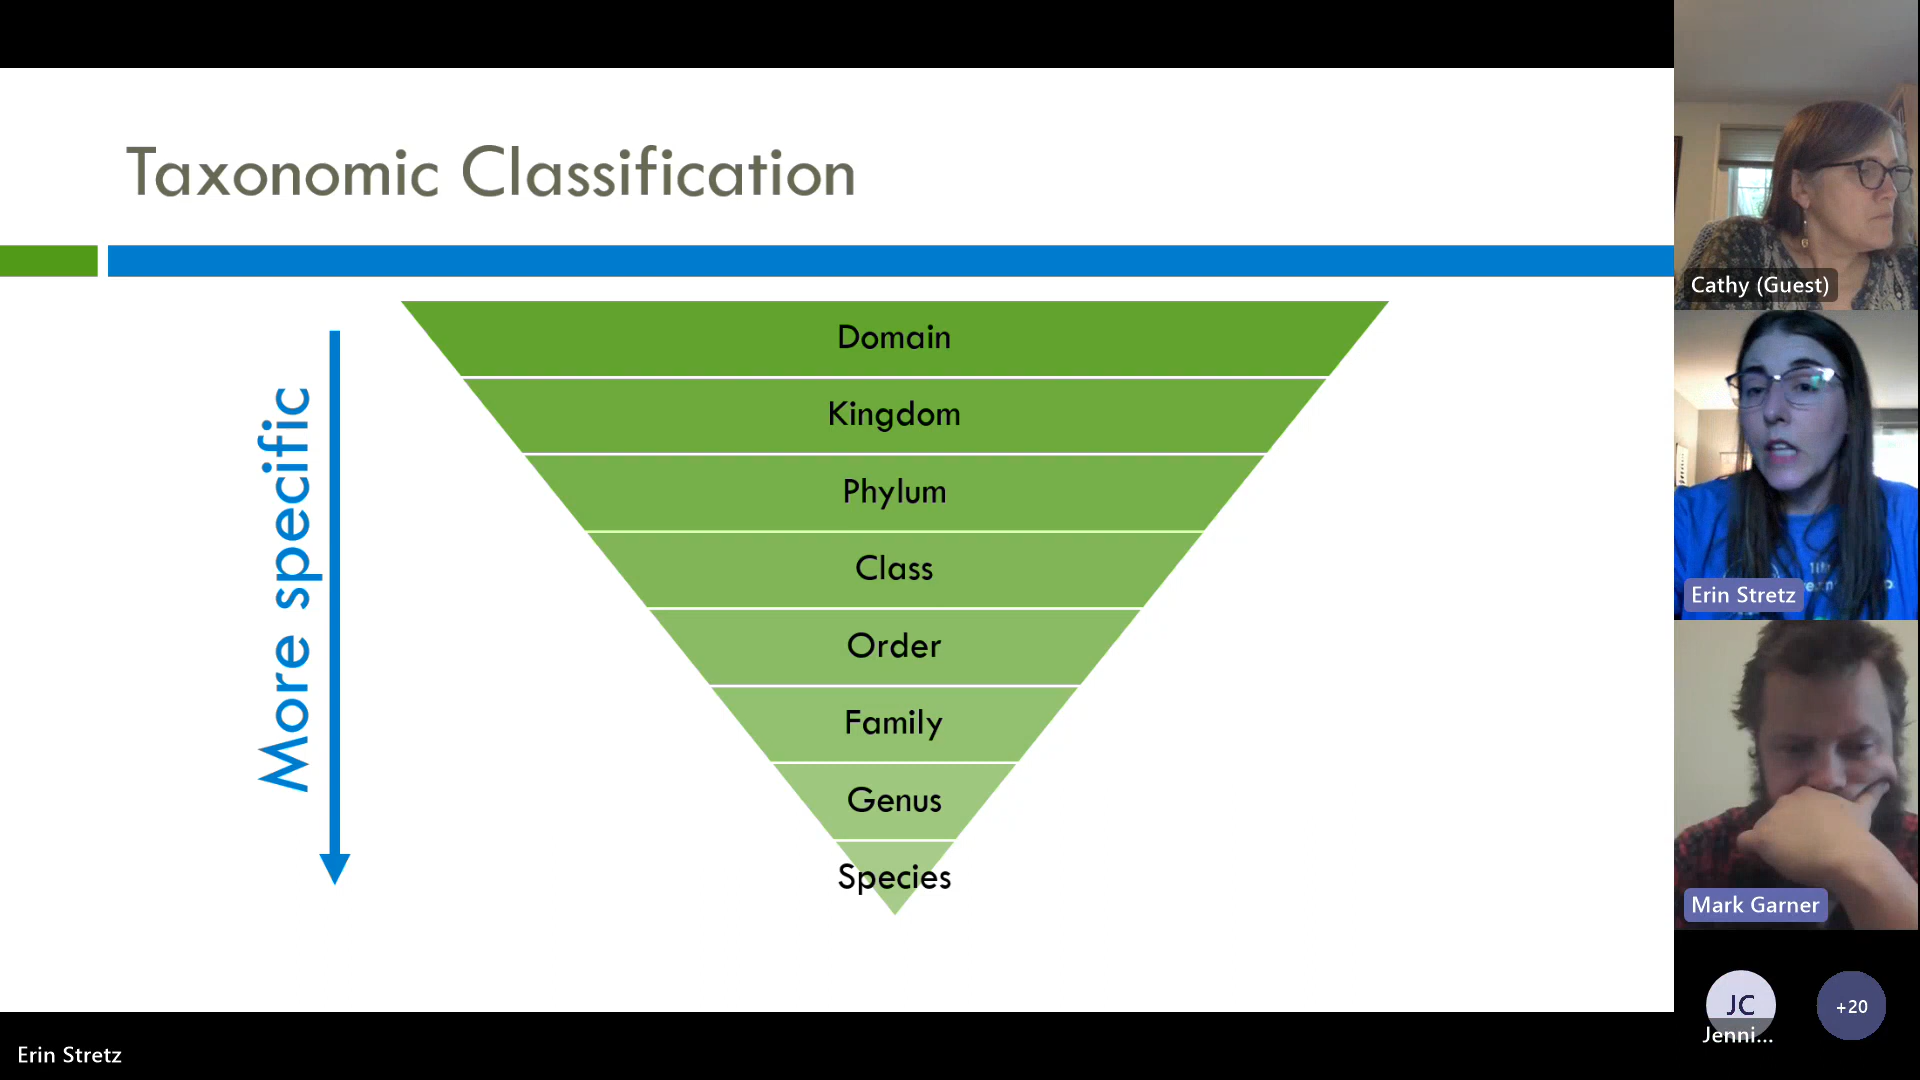 Taxonomic Classification
More specific
Domain
Kingdom
Phylum
Class
Order
Family
Genus
Species
Cathy (Guest)
Erin Stretz
Mark Garner
JC
Jenni...
+20
Erin Stretz